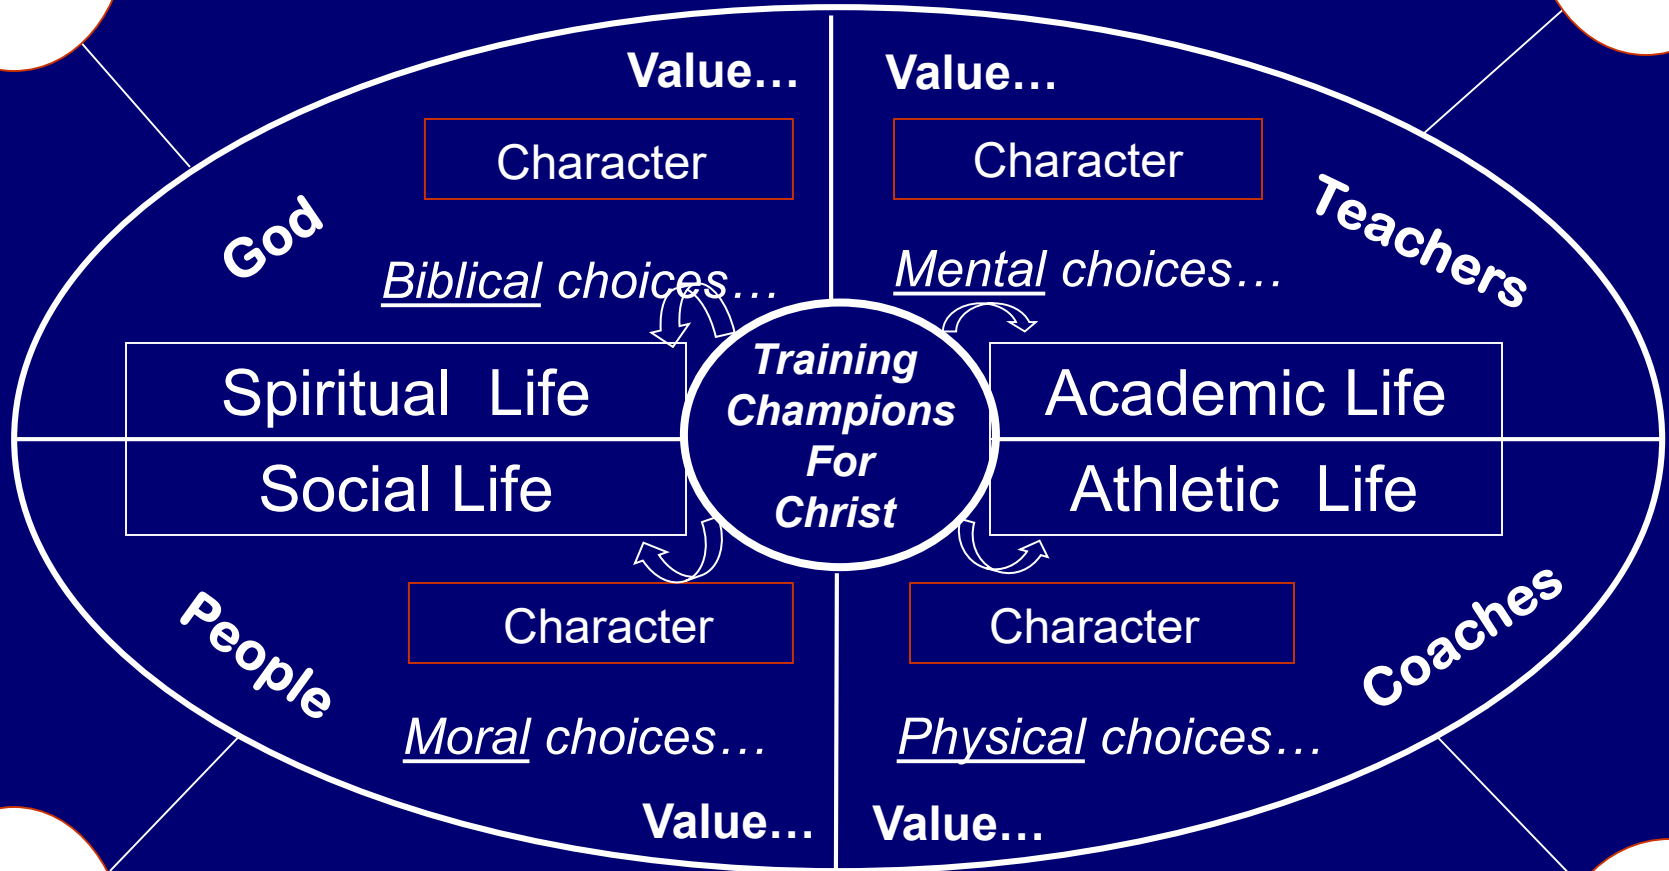 Value…
Character
God
Biblical choices…
Spiritual Life
Value…
Character
Teachers
Mental choices…
Academic Life
Training
Champions
For
Christ
Social Life
Character
People
Moral choices…
Value…
Athletic Life
Character
Coaches
Physical choices…
Value…